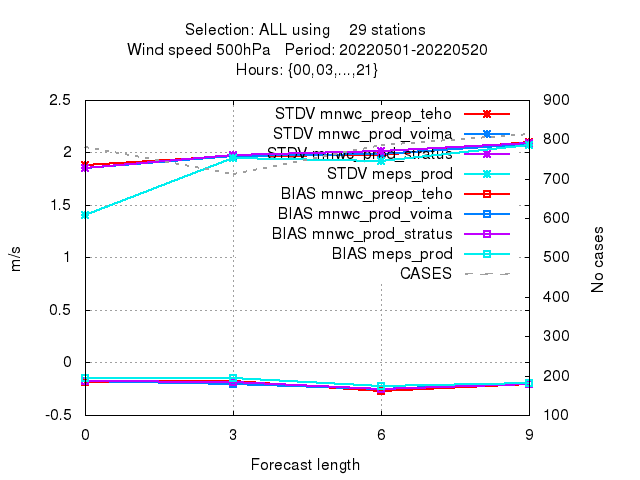 Selection: ALL using 29 stations
Wind speed 500hPa Period: 20220501-20220520
Hours: {00,03,...,21}
2.5
2
1.5
1
0.5
0
-0.5
900
800
700
600
500
400
300
200
100
0
3
6
9
STDV mnwc_preop_teho
STDV mnwc_prod_voima
STDV mnwc_prod_stratus
STDV meps_prod
BIAS mnwc_preop_teho
BIAS mnwc_prod_voima
BIAS mnwc_prod_stratus
BIAS meps_prod
CASES
m/s
No cases
Forecast length